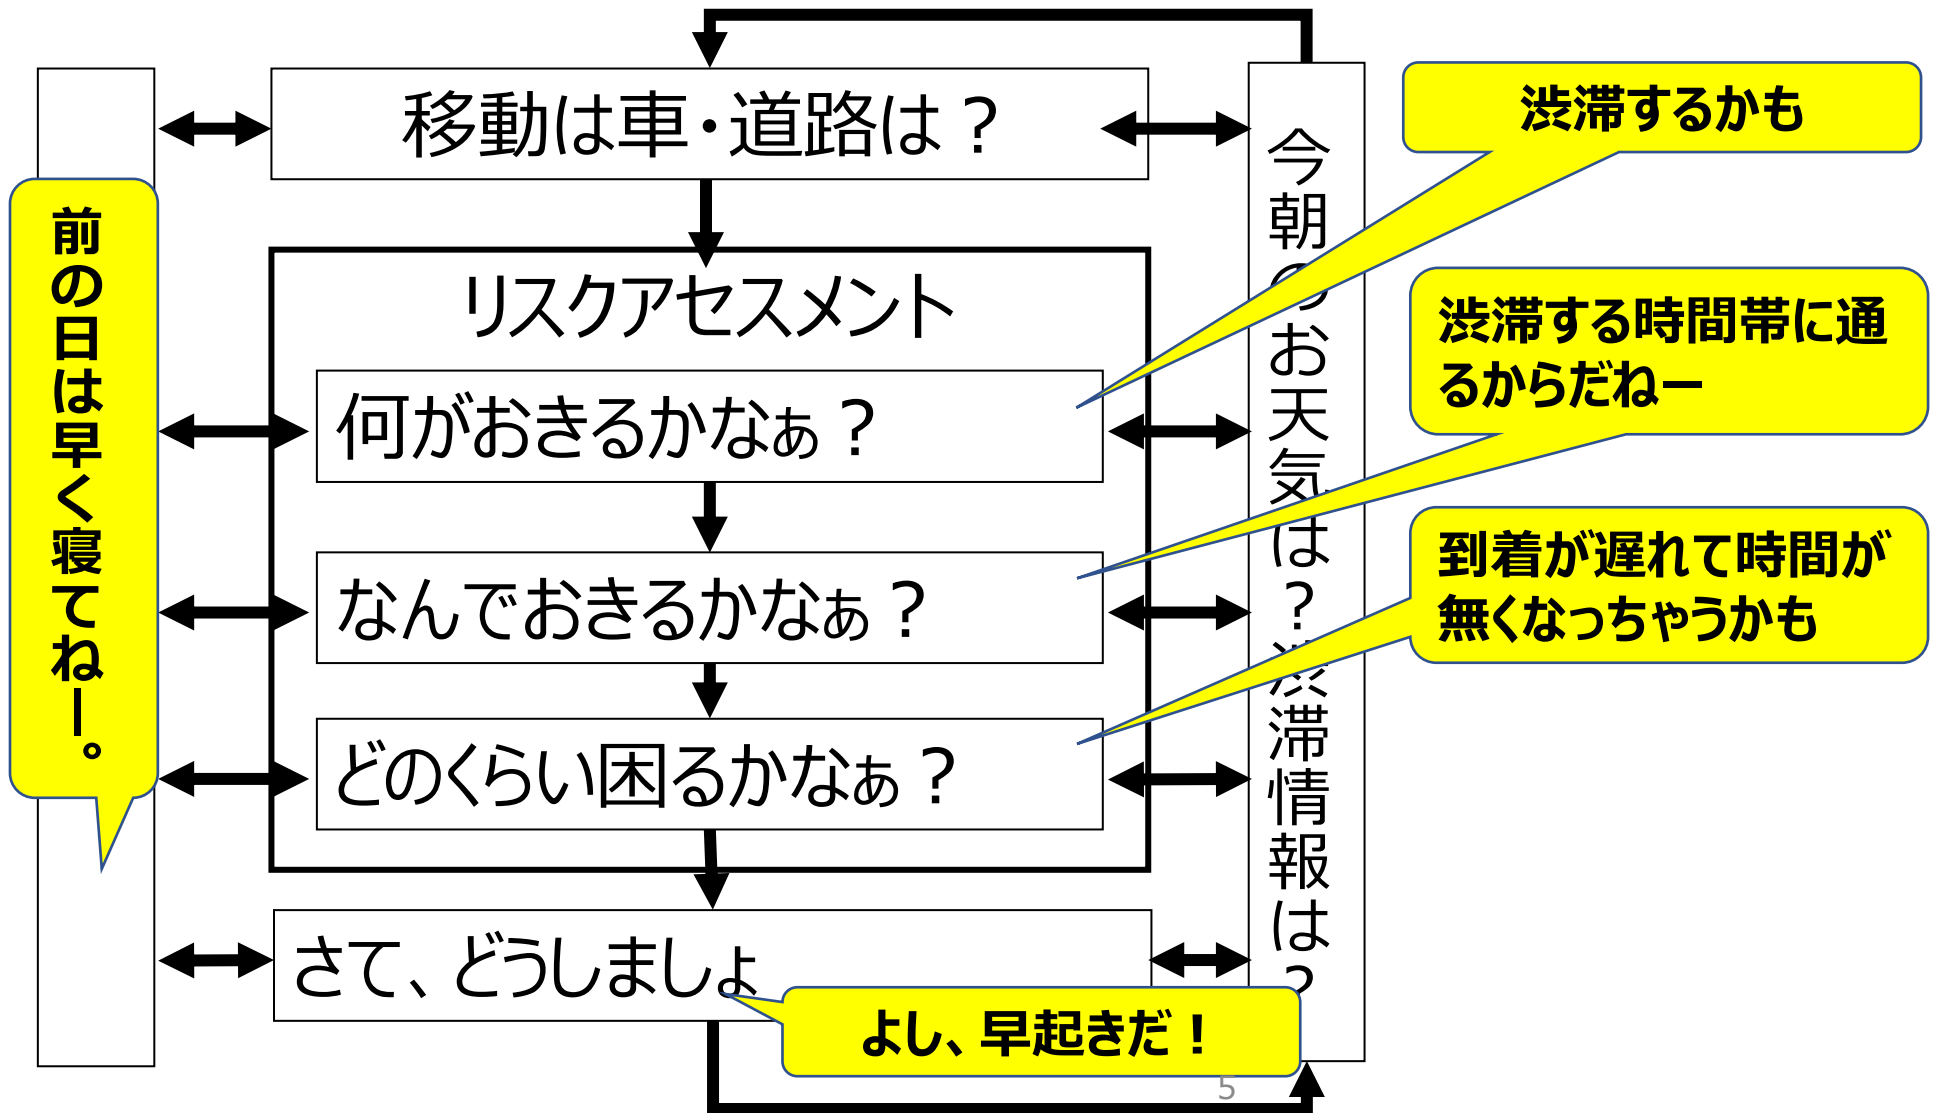 移動は車・道路は？
リスクアセスメント
何がおきるかなぁ？
なんでおきるかなぁ？
どのくらい困るかなぁ？
さて、どうしましょ
今朝のお天気は？渋滞情報は？
前の日は早く寝てねー。
渋滞するかも
渋滞する時間帯に通
るからだねー
到着が遅れて時間が
無くなっちゃうかも
よし、早起きだ！
5